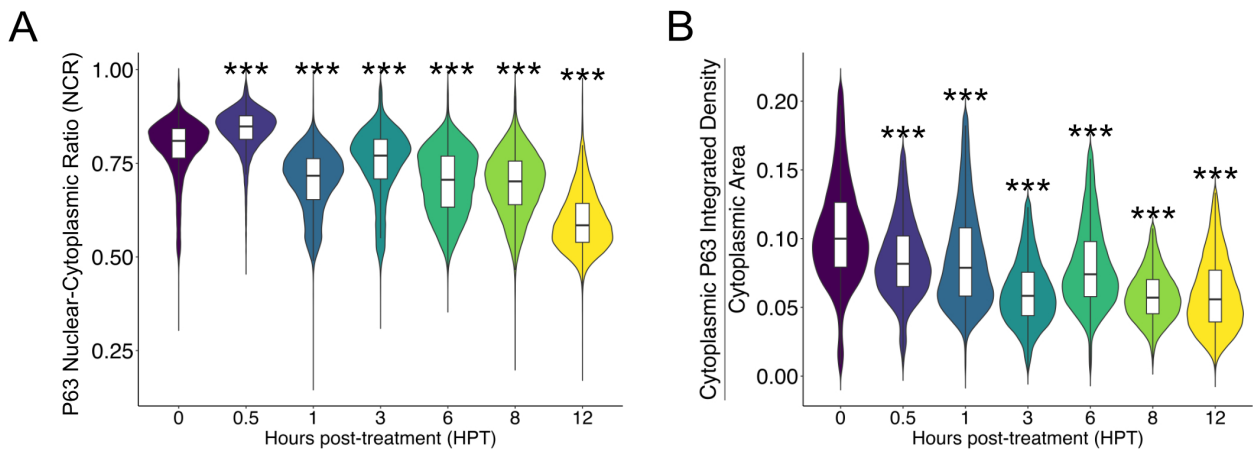 A
P63 Nuclear-Cytoplasmic Ratio (NCR)
1.00
0.75
0.50
0.25
*** *** *** *** *** ***
0 0.5 1 3 6 8 12
Hours post-treatment (HPT)
B
Cytoplasmic P63 Integrated Density
Cytoplasmic Area
0.20
0.15
0.10
0.05
0.00
*** *** *** *** *** ***
0 0.5 1 3 6 8 12
Hours post-treatment (HPT)